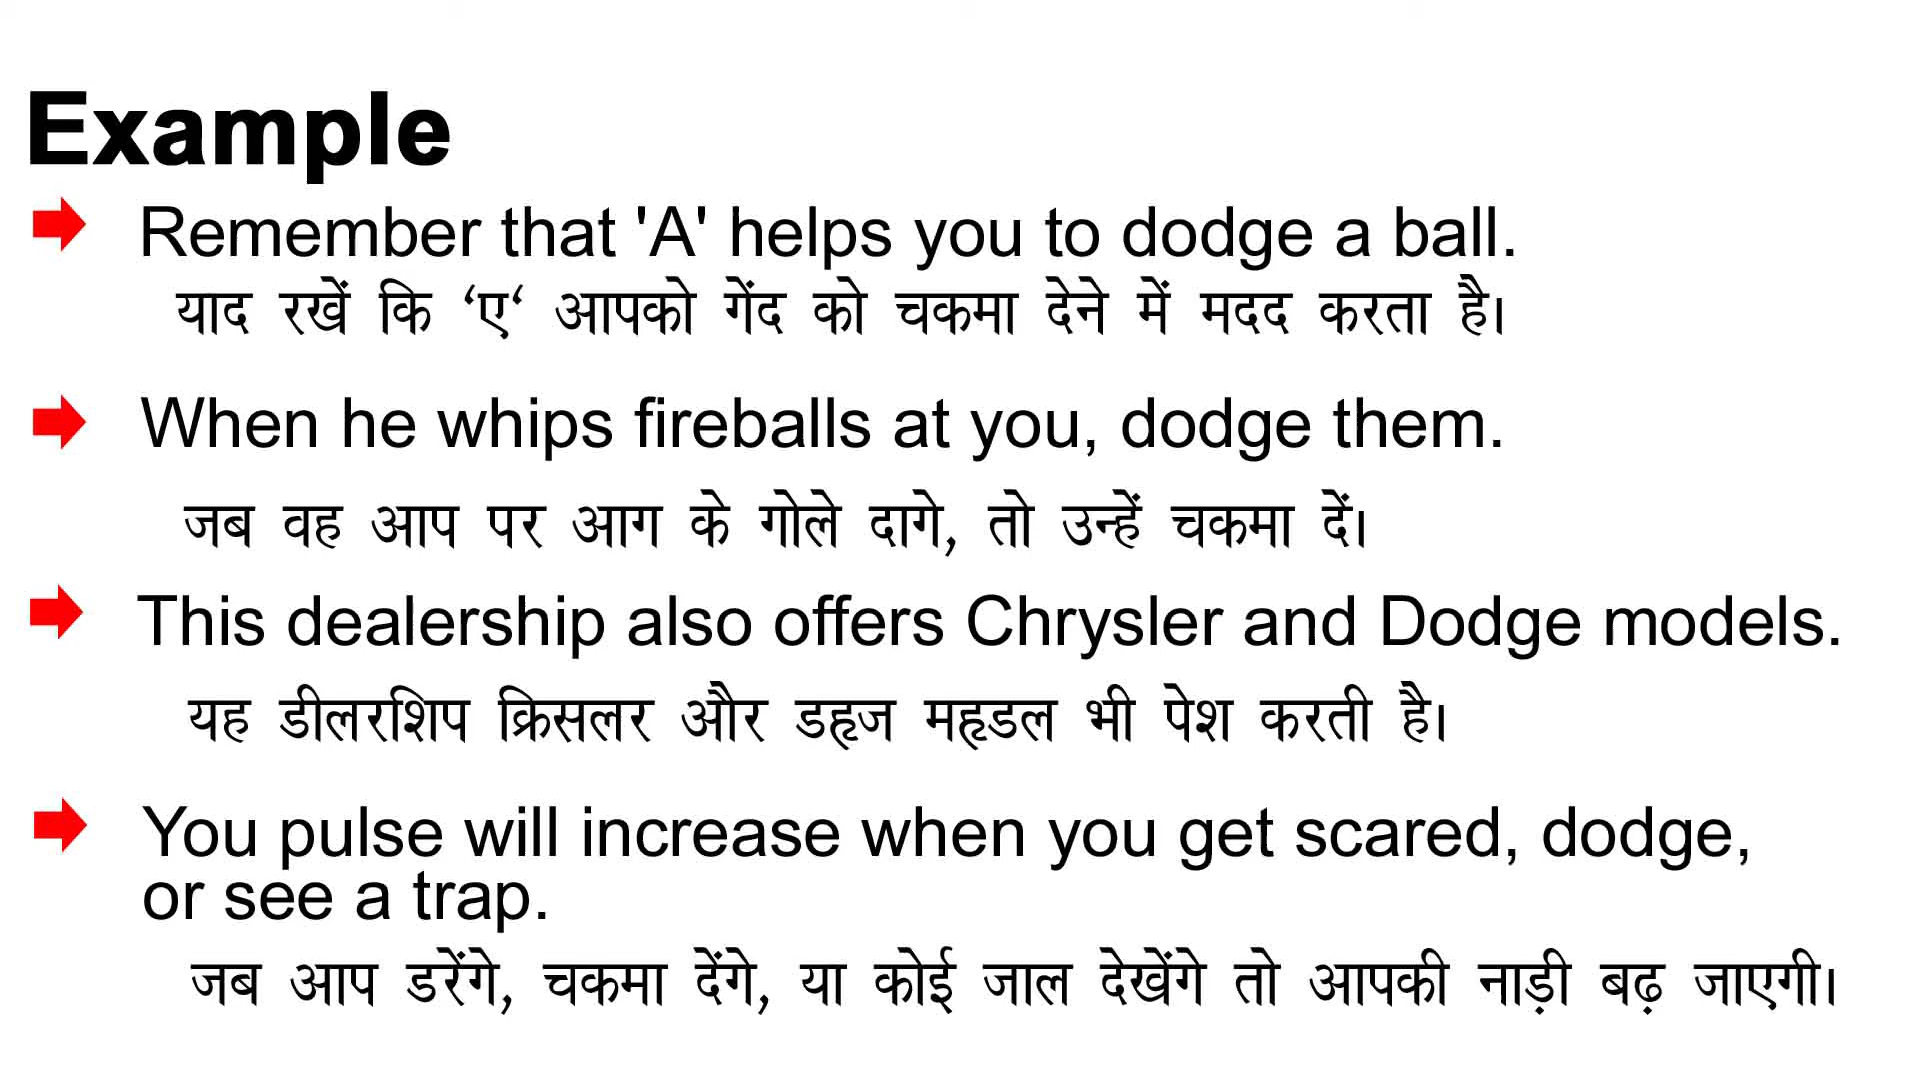 Example
Remember that 'A' helps you to dodge a ball.
याद रखें कि ‘ए‘ आपको गेंद को चकमा देने में मदद करता है।
When he whips fireballs at you, dodge them.
जब वह आप पर आग के गोले दागे, तो उन्हें चकमा दें।
This dealership also offers Chrysler and Dodge models.
यह डीलरशिप क्रिसलर और डहृज महृडल भी पेश करती है।
You pulse will increase when you get scared, dodge,
or see a trap.
जब आप डरेंगे, चकमा देंगे, या कोई जाल देखेंगे तो आपकी नाड़ी बढ़ जाएगी।